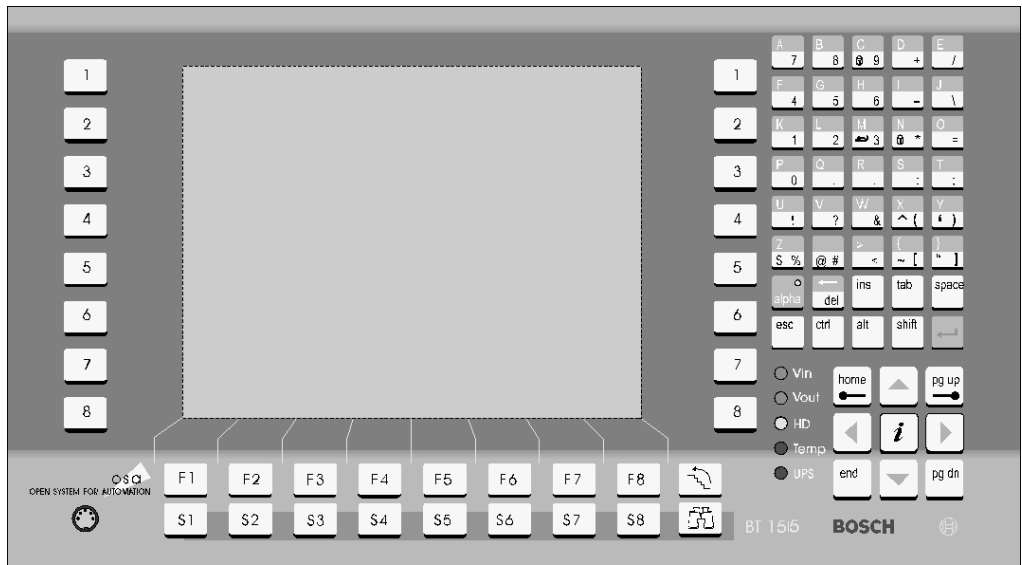 1
2
3
4
5
6
7
8
1
2
3
4
5
6
7
8
A 7 B 8 C 9 D + E /
F 4 G 5 H 6 I - J \
K 1 L 2 M 3 N * O =
P 0 Q . R . S : T ;
U ! V ? W & X ^ ( Y ' )
Z $ % @ # > < { ~ [ } " ]
alpha ← del ins tab space
esc ctrl alt shift
Vin
Vout
HD
Temp
UPS
home pg up
i
end pg dn
osa
OPEN SYSTEM FOR AUTOMATION
F1 F2 F3 F4 F5 F6 F7 F8
S1 S2 S3 S4 S5 S6 S7 S8
BOSCH